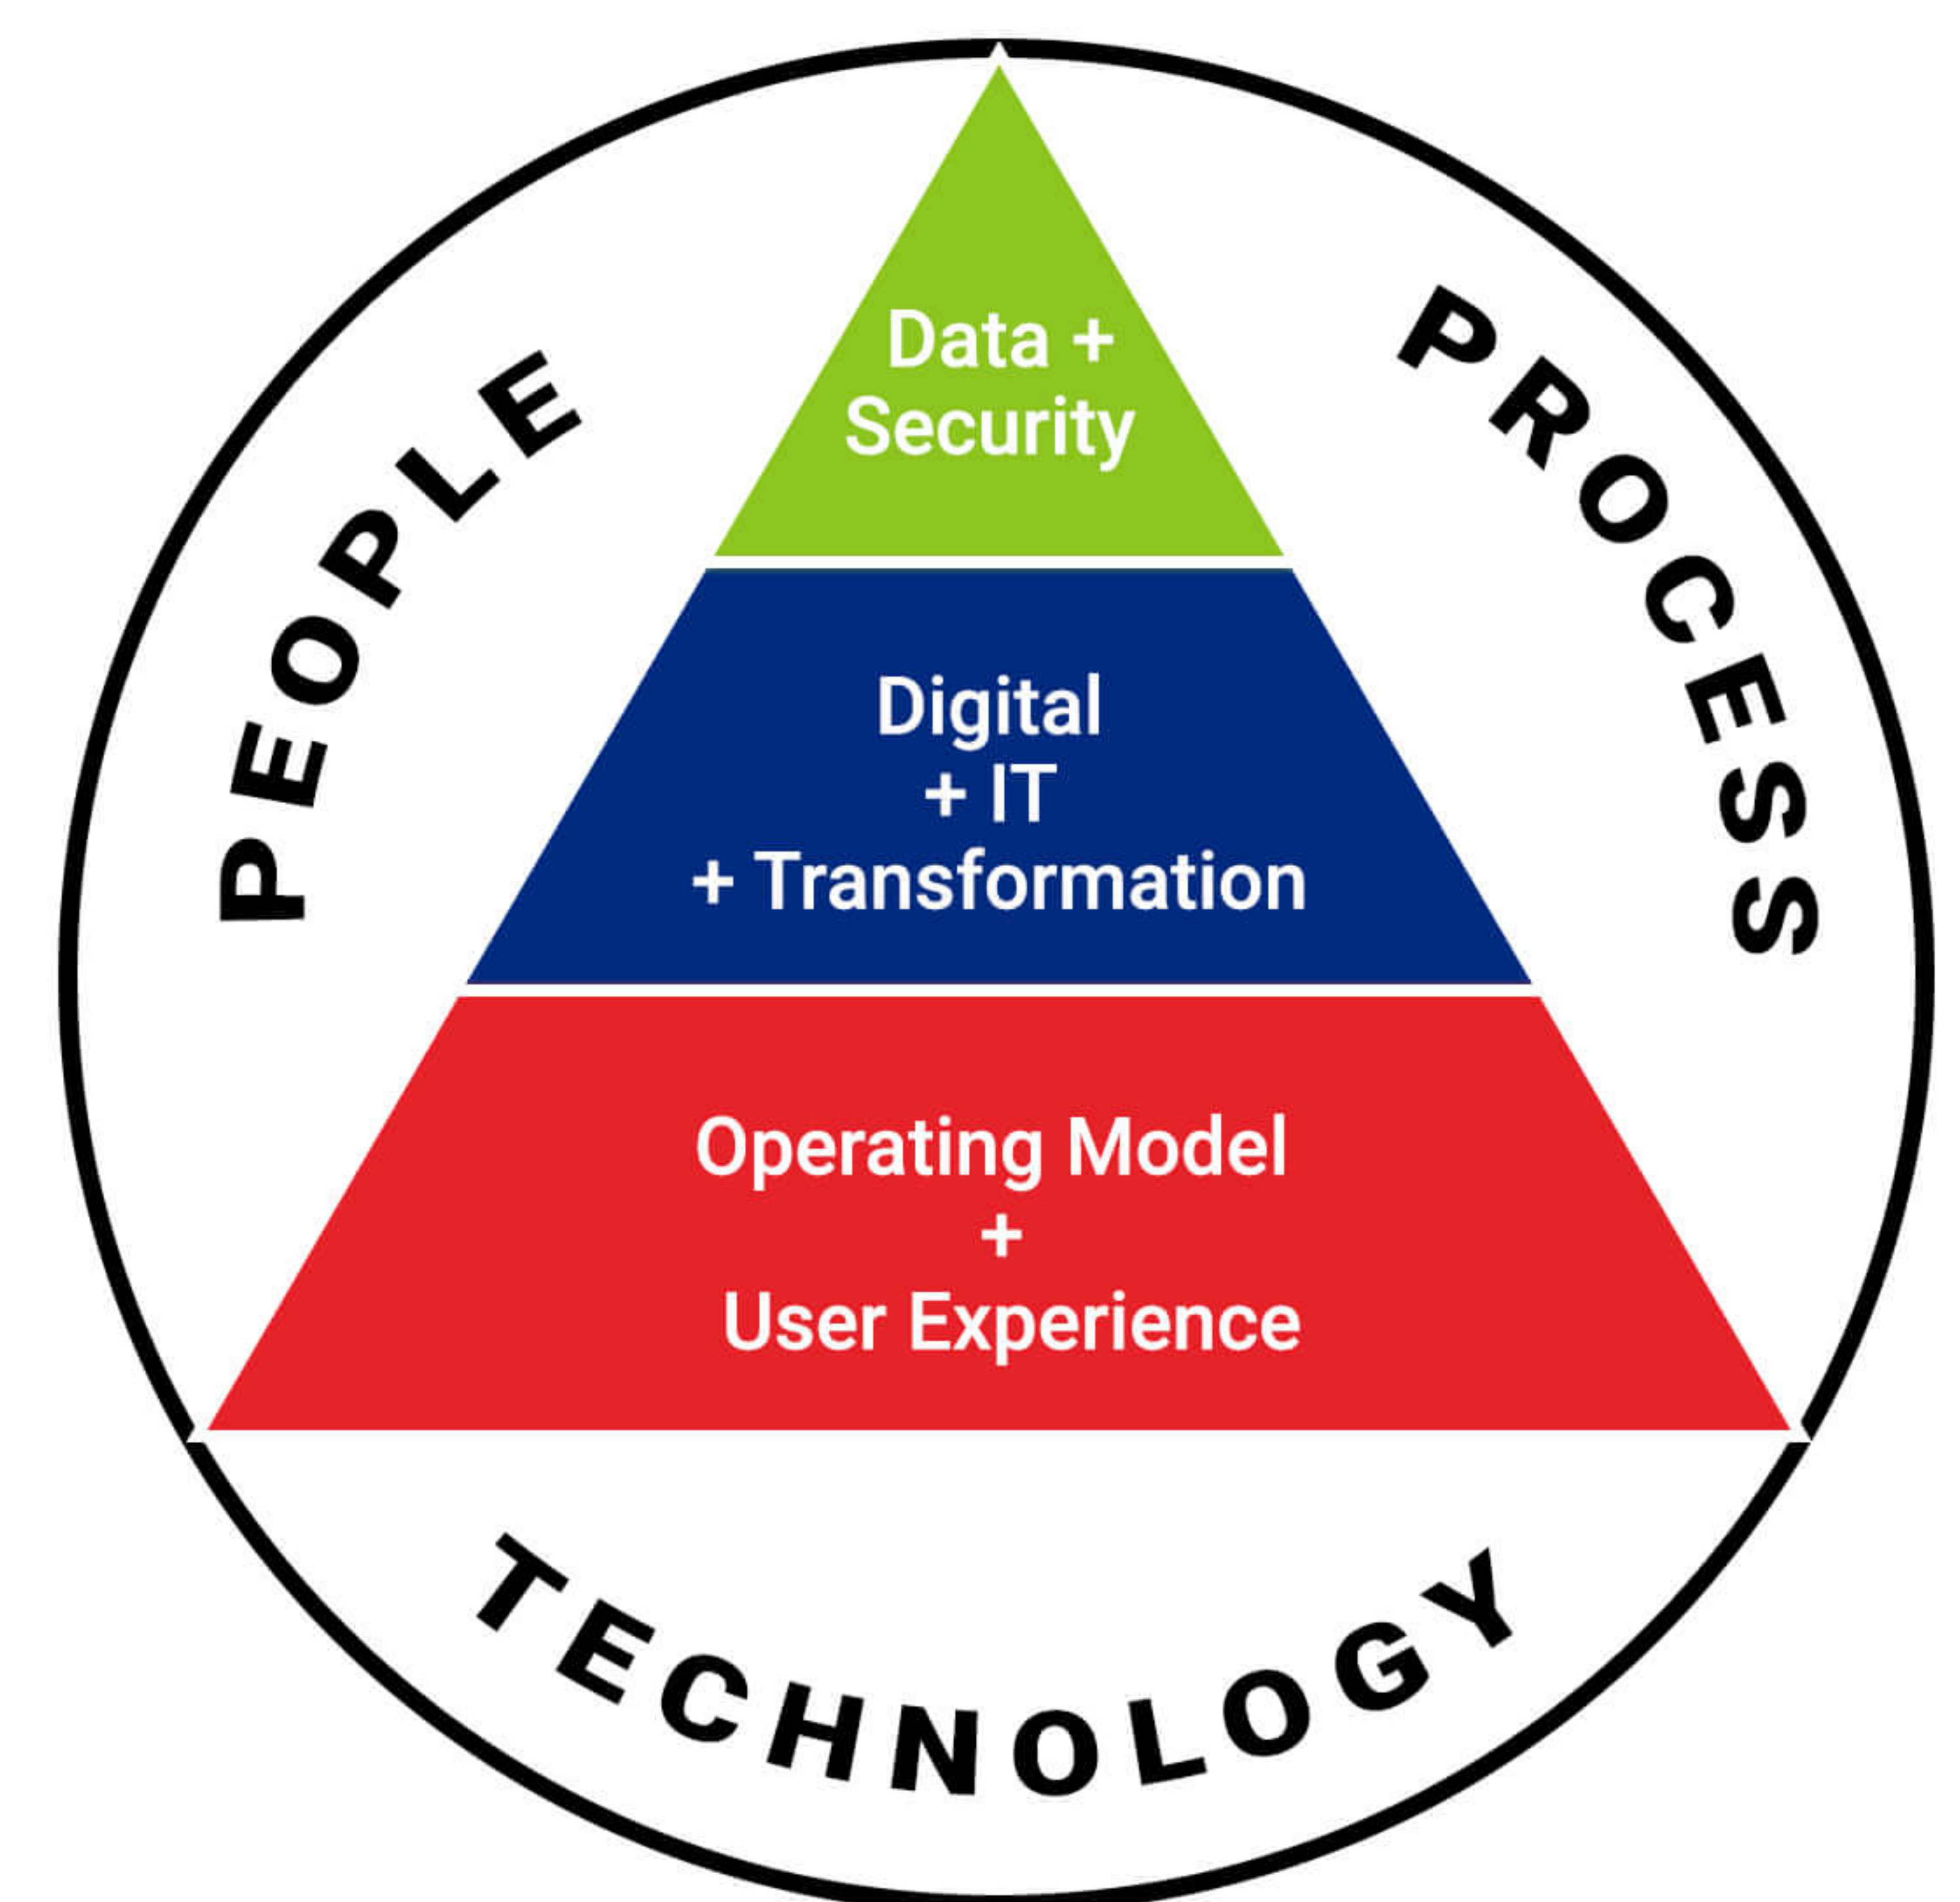 PEOPLE
PROCESS
Data +
Security
Digital
+ IT
+ Transformation
Operating Model
+
User Experience
TECHNOLOGY